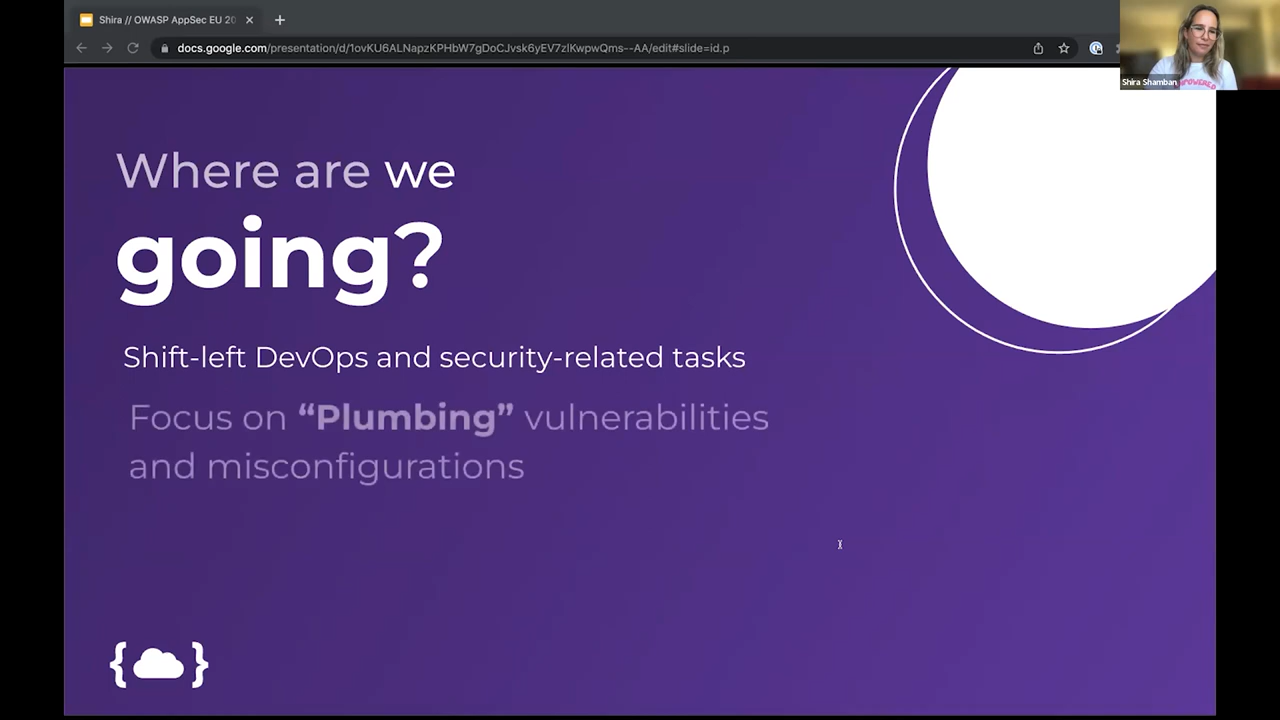 Shira // OWASP AppSec EU 20
docs.google.com/presentation/d/1ovKU6ALNapzKPHbW7gDoCJvsk6yEV7zlKwpwQms--AA/edit#slide=id.p
Shira Shamban
Where are we
going?
Shift-left DevOps and security-related tasks
Focus on “Plumbing” vulnerabilities
and misconfigurations